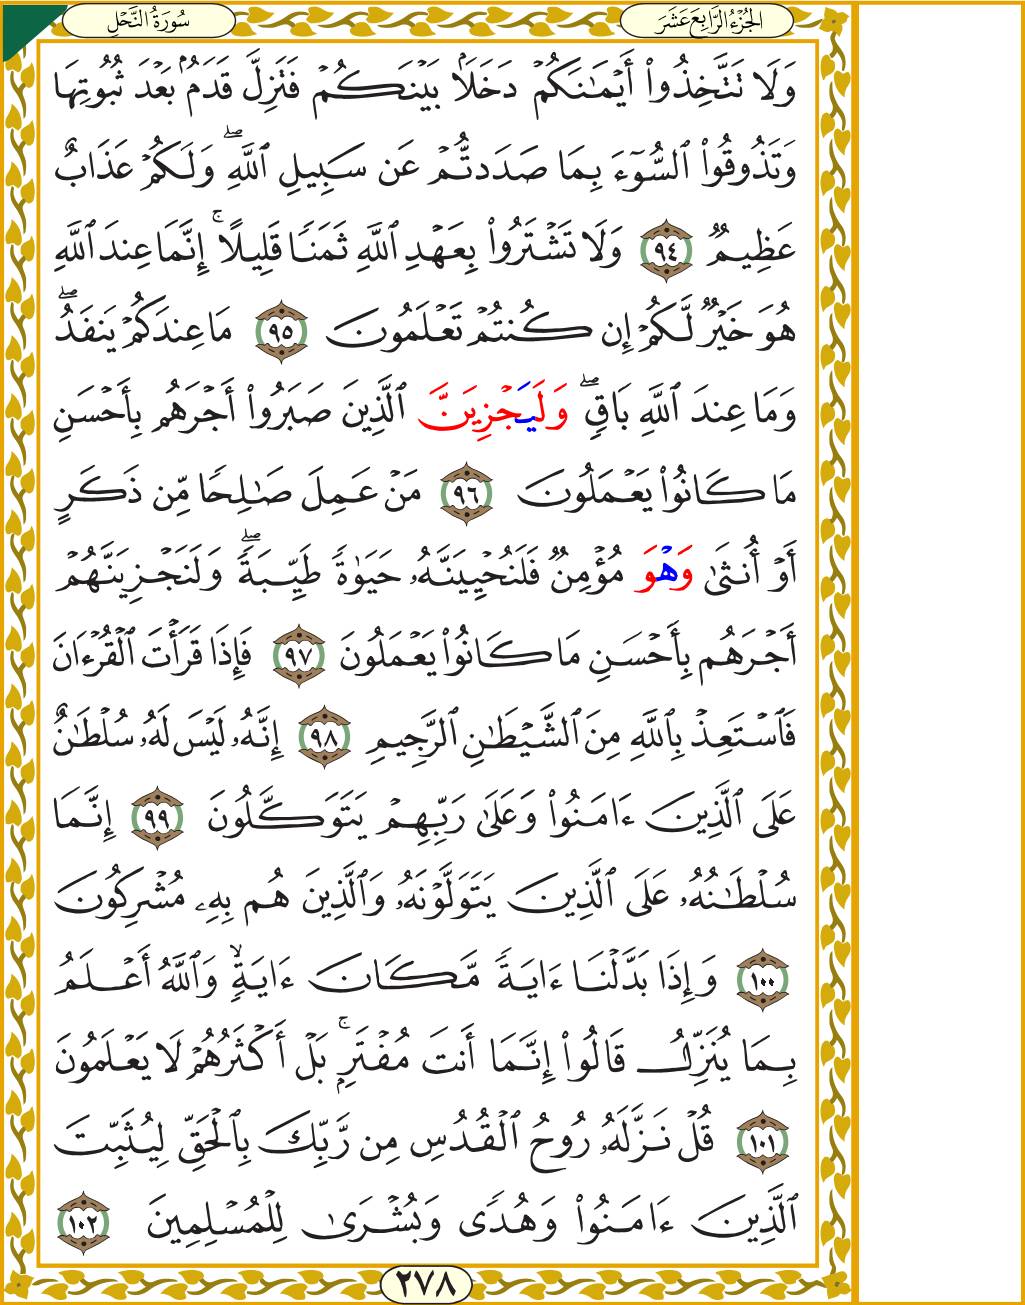 الجُزْءُ الرَّابِعَ عَشَرَ
سُورَةُ النَّحْلِ
وَلَا تَتَّخِذُوٓا۟ أَيْمَٰنَكُمْ دَخَلًۢا بَيْنَكُمْ فَتَزِلَّ قَدَمٌۢ بَعْدَ ثُبُوتِهَا
وَتَذُوقُوا۟ ٱلسُّوٓءَ بِمَا صَدَدتُّمْ عَن سَبِيلِ ٱللَّهِ ۖ وَلَكُمْ عَذَابٌ
عَظِيمٌ ٩٤ وَلَا تَشْتَرُوا۟ بِعَهْدِ ٱللَّهِ ثَمَنًا قَلِيلًا ۚ إِنَّمَا عِندَ ٱللَّهِ
هُوَ خَيْرٌ لَّكُمْ إِن كُنتُمْ تَعْلَمُونَ ٩٥ مَا عِندَكُمْ يَنفَدُ ۖ
وَمَا عِندَ ٱللَّهِ بَاقٍ ۖ وَلَيَجْزِيَنَّ ٱلَّذِينَ صَبَرُوٓا۟ أَجْرَهُم بِأَحْسَنِ
مَا كَانُوا۟ يَعْمَلُونَ ٩٦ مَنْ عَمِلَ صَٰلِحًا مِّن ذَكَرٍ
أَوْ أُنثَىٰ وَهْوَ مُؤْمِنٌ فَلَنُحْيِيَنَّهُۥ حَيَوٰةً طَيِّبَةً ۖ وَلَنَجْزِيَنَّهُمْ
أَجْرَهُم بِأَحْسَنِ مَا كَانُوا۟ يَعْمَلُونَ ٩٧ فَإِذَا قَرَأْتَ ٱلْقُرْءَانَ
فَٱسْتَعِذْ بِٱللَّهِ مِنَ ٱلشَّيْطَٰنِ ٱلرَّجِيمِ ٩٨ إِنَّهُۥ لَيْسَ لَهُۥ سُلْطَٰنٌ
عَلَى ٱلَّذِينَ ءَامَنُوا۟ وَعَلَىٰ رَبِّهِمْ يَتَوَكَّلُونَ ٩٩ إِنَّمَا
سُلْطَٰنُهُۥ عَلَى ٱلَّذِينَ يَتَوَلَّوْنَهُۥ وَٱلَّذِينَ هُم بِهِۦ مُشْرِكُونَ
١٠٠ وَإِذَا بَدَّلْنَآ ءَايَةً مَّكَانَ ءَايَةٍ ۙ وَٱللَّهُ أَعْلَمُ
بِمَا يُنَزِّلُ قَالُوٓا۟ إِنَّمَآ أَنتَ مُفْتَرٍۭ ۚ بَلْ أَكْثَرُهُمْ لَا يَعْلَمُونَ
١٠١ قُلْ نَزَّلَهُۥ رُوحُ ٱلْقُدُسِ مِن رَّبِّكَ بِٱلْحَقِّ لِيُثَبِّتَ
ٱلَّذِينَ ءَامَنُوا۟ وَهُدًى وَبُشْرَىٰ لِلْمُسْلِمِينَ ١٠٢
٢٧٨